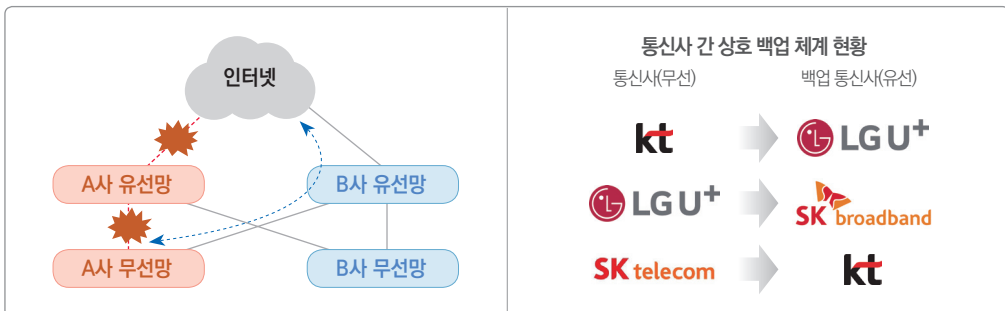 인터넷
A사 유선망
B사 유선망
A사 무선망
B사 무선망
통신사 간 상호 백업 체계 현황
통신사(무선)
백업 통신사(유선)
kt
LG U+
LG U+
SK broadband
SK telecom
kt